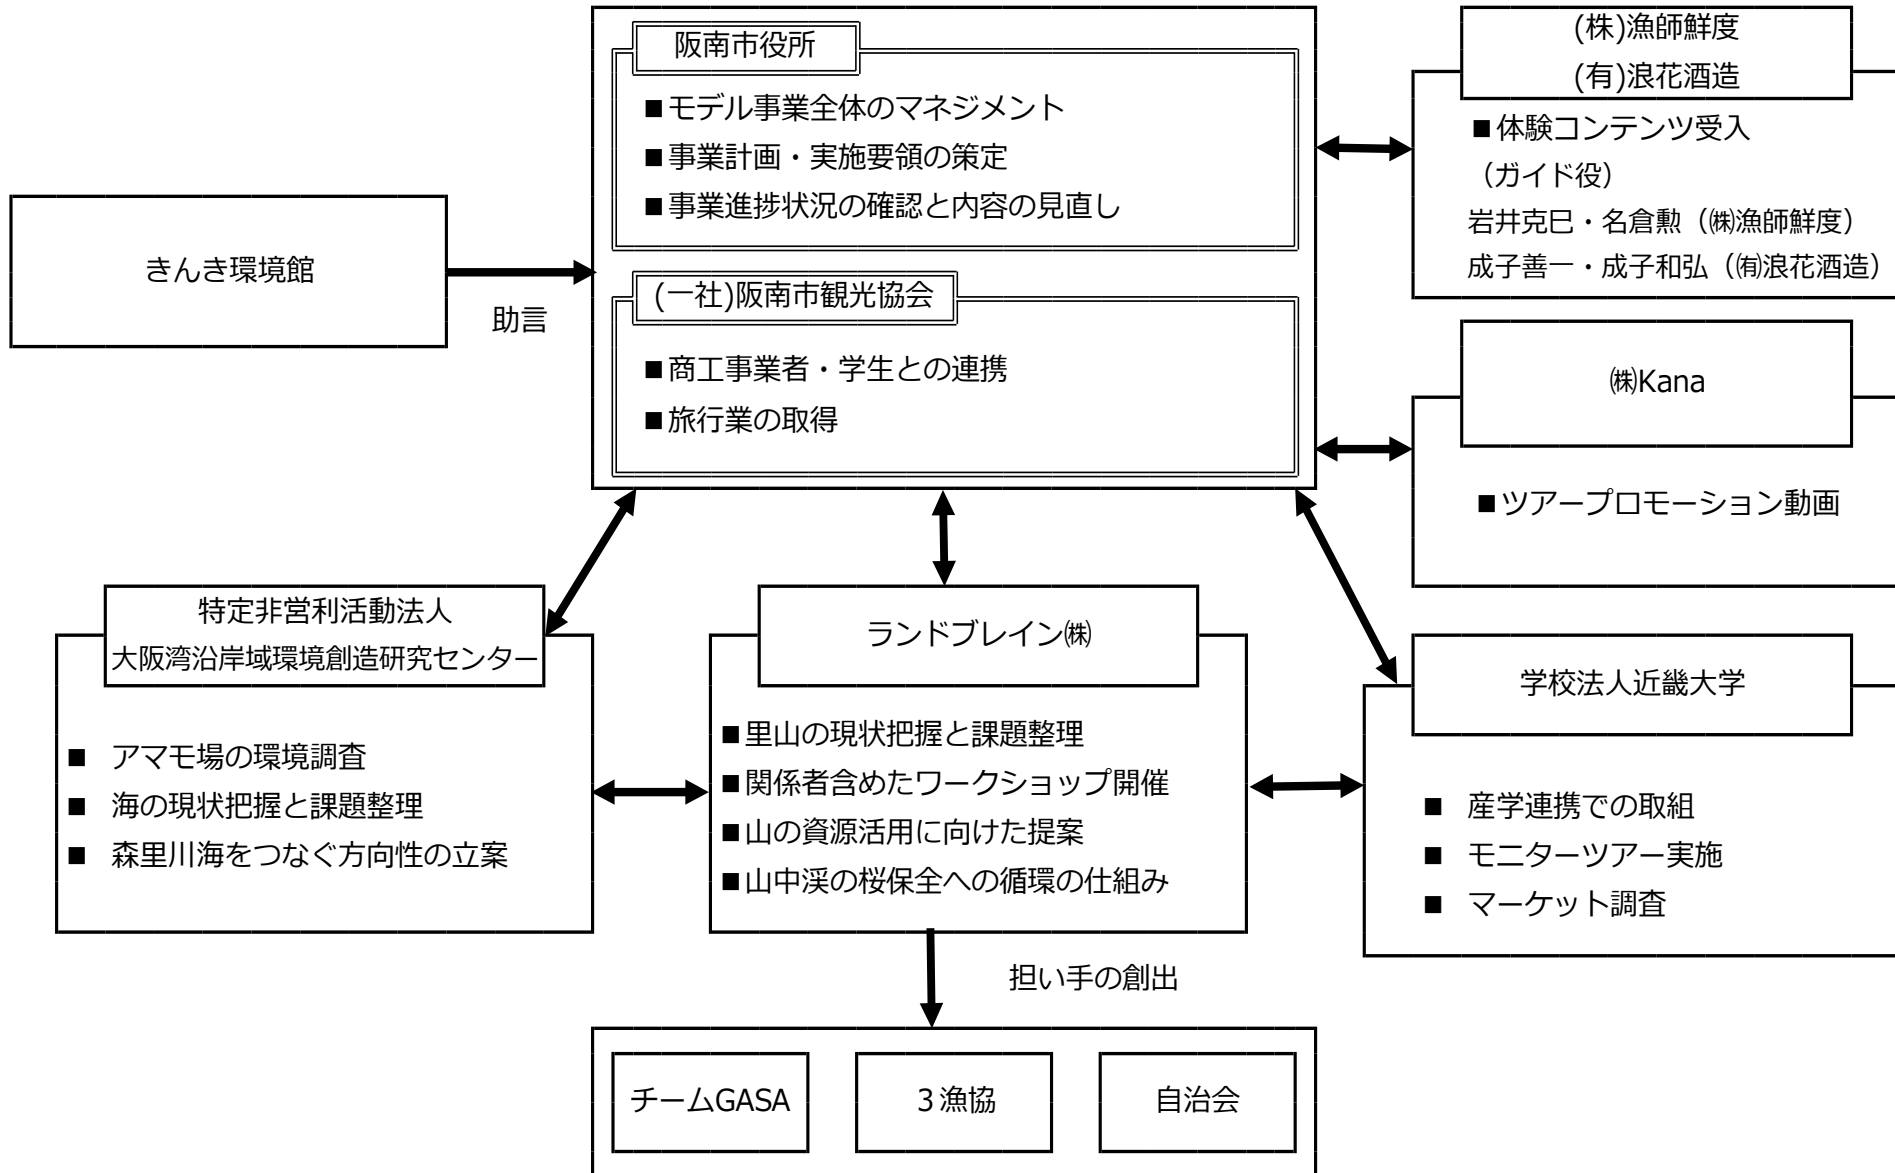 阪南市役所
■モデル事業全体のマネジメント
■事業計画・実施要領の策定
■事業進捗状況の確認と内容の見直し
(一社)阪南市観光協会
■商工事業者・学生との連携
■旅行業の取得
きんき環境館
助言
(株)漁師鮮度
(有)浪花酒造
■体験コンテンツ受入
（ガイド役）
岩井克巳・名倉勲（㈱漁師鮮度）
成子善一・成子和弘（㈲浪花酒造）
㈱Kana
■ツアープロモーション動画
特定非営利活動法人
大阪湾沿岸域環境創造研究センター
■ アマモ場の環境調査
■ 海の現状把握と課題整理
■ 森里川海をつなぐ方向性の立案
ランドブレイン㈱
■里山の現状把握と課題整理
■関係者含めたワークショップ開催
■山の資源活用に向けた提案
■山中渓の桜保全への循環の仕組み
学校法人近畿大学
■ 産学連携での取組
■ モニターツアー実施
■ マーケット調査
担い手の創出
チームGASA
３漁協
自治会